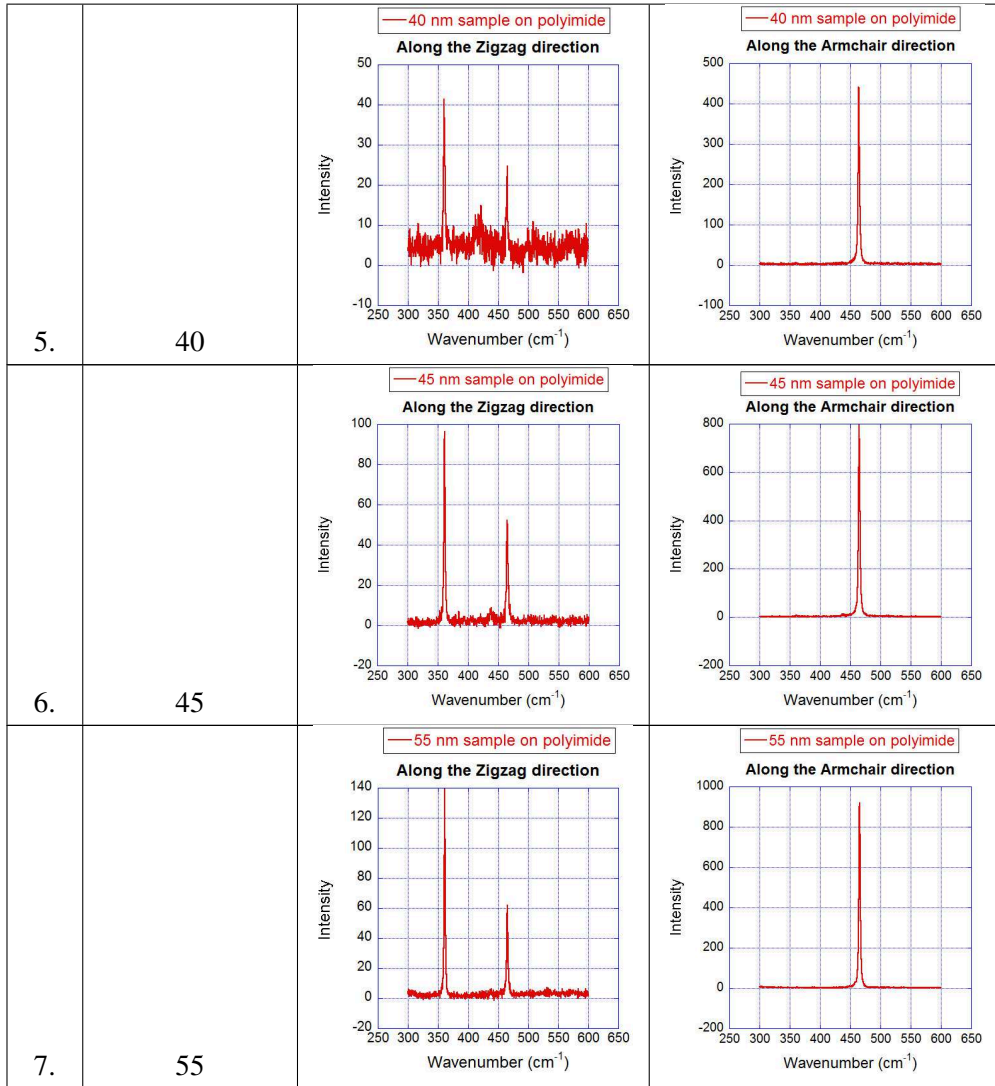 40 nm sample on polyimide
Along the Zigzag direction
50
40
30
20
10
0
-10
Intensity
250 300 350 400 450 500 550 600 650
Wavenumber (cm-1)
40 nm sample on polyimide
Along the Armchair direction
500
400
300
200
100
0
-100
Intensity
250 300 350 400 450 500 550 600 650
Wavenumber (cm-1)
5. 40
45 nm sample on polyimide
Along the Zigzag direction
100
80
60
40
20
0
-20
Intensity
250 300 350 400 450 500 550 600 650
Wavenumber (cm-1)
45 nm sample on polyimide
Along the Armchair direction
800
600
400
200
0
-200
Intensity
250 300 350 400 450 500 550 600 650
Wavenumber (cm-1)
6. 45
55 nm sample on polyimide
Along the Zigzag direction
140
120
100
80
60
40
20
0
-20
Intensity
250 300 350 400 450 500 550 600 650
Wavenumber (cm-1)
55 nm sample on polyimide
Along the Armchair direction
1000
800
600
400
200
0
-200
Intensity
250 300 350 400 450 500 550 600 650
Wavenumber (cm-1)
7. 55